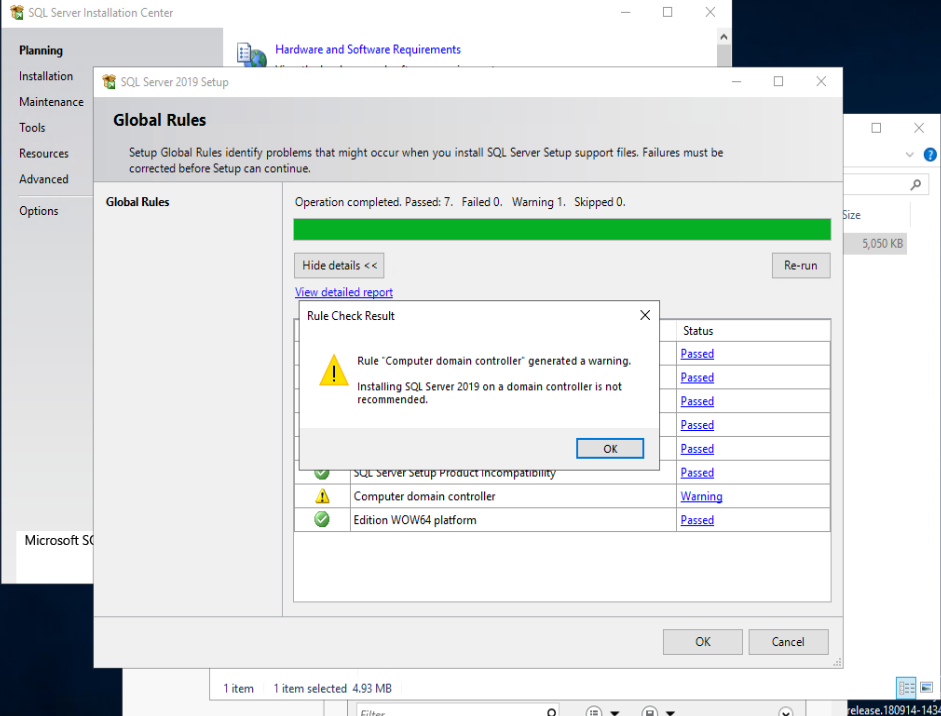 SQL Server Installation Center
Planning
Installation
Maintenance
Tools
Resources
Advanced
Options
Hardware and Software Requirements
SQL Server 2019 Setup
Global Rules
Setup Global Rules identify problems that might occur when you install SQL Server Setup support files. Failures must be
corrected before Setup can continue.
Global Rules
Operation completed. Passed: 7. Failed 0. Warning 1. Skipped 0.
Hide details <<
Re-run
View detailed report
Rule Check Result
Rule "Computer domain controller" generated a warning.
Installing SQL Server 2019 on a domain controller is not
recommended.
OK
Status
Passed
Passed
Passed
Passed
Passed
SQL Server Setup Product Incompatibility Passed
Computer domain controller Warning
Edition WOW64 platform Passed
OK Cancel
Size
5,050 KB
Microsoft SQ
1 item 1 item selected 4.93 MB
Filter
release.180914-1434